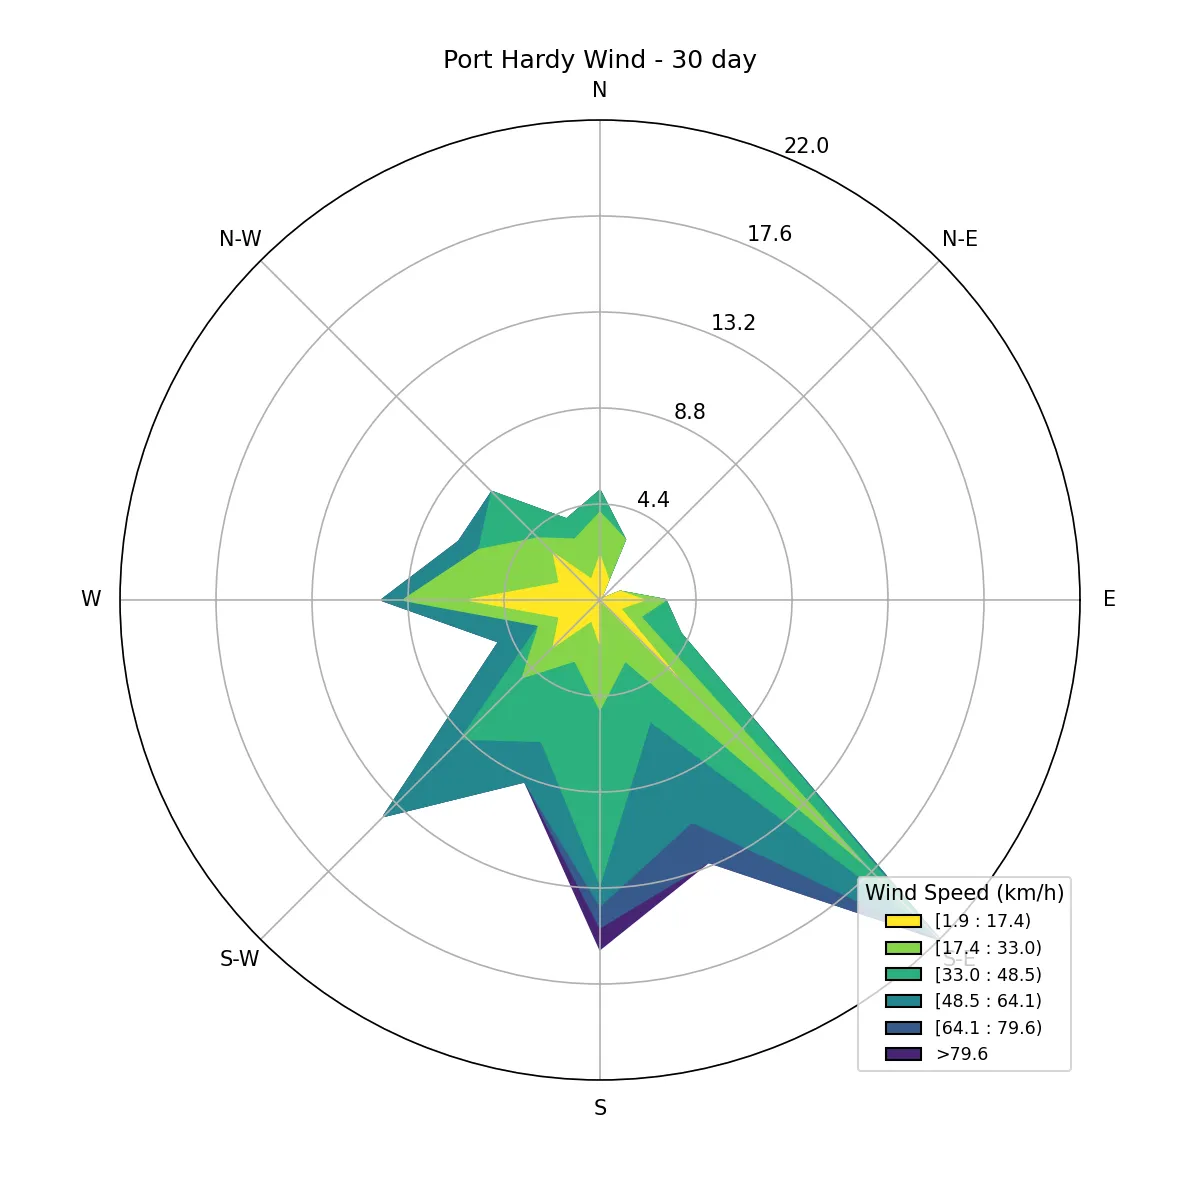 Port Hardy Wind - 30 day
N
22.0
N-W
17.6
N-E
13.2
8.8
4.4
W
E
Wind Speed (km/h)
[1.9 : 17.4)
[17.4 : 33.0)
S-W
S-E
[33.0 : 48.5)
[48.5 : 64.1)
[64.1 : 79.6)
>79.6
S